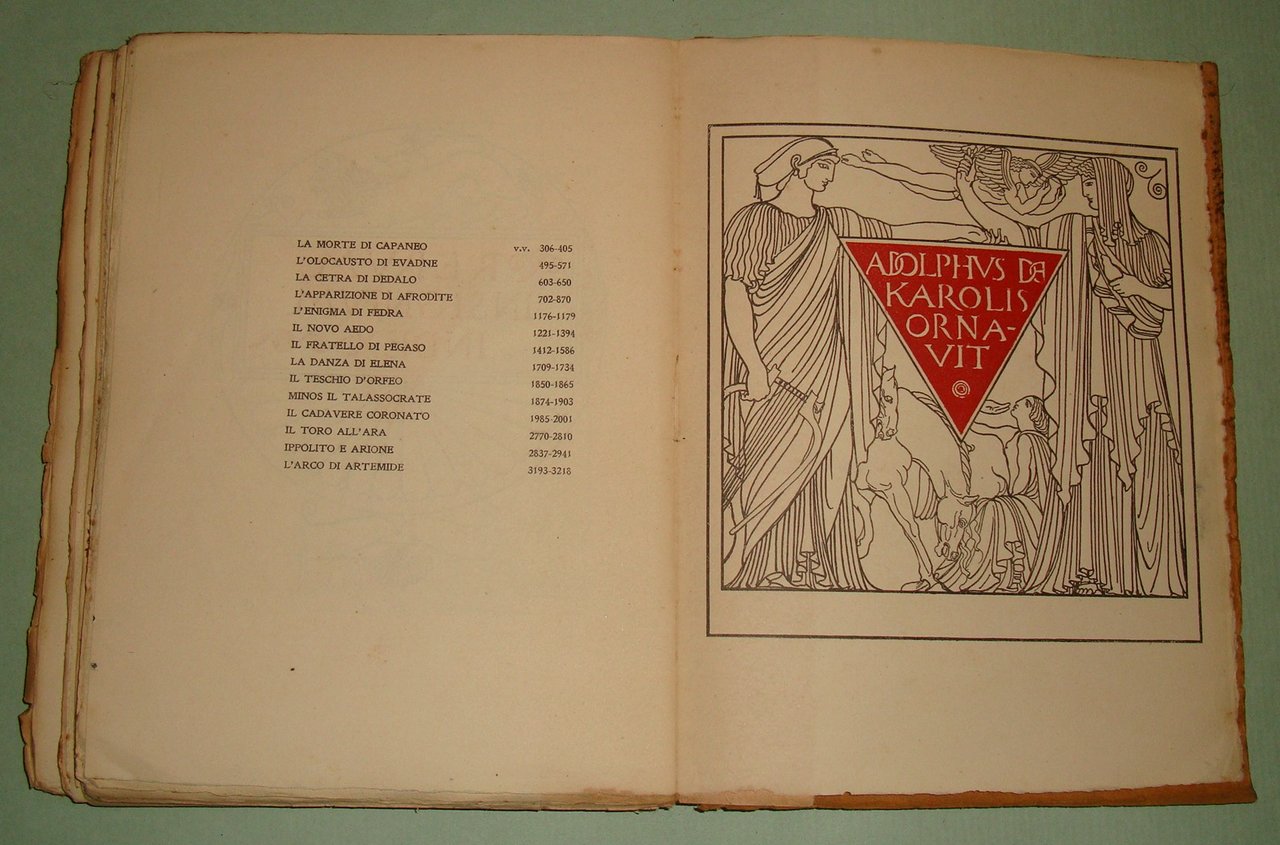 LA MORTE DI CAPANEO v.v. 306-405
L'OLOCAUSTO DI EVADNE 495-571
LA CETRA DI DEDALO 603-650
L'APPARIZIONE DI AFRODITE 702-870
L'ENIGMA DI FEDRA 1176-1179
IL NOVO AEDO 1221-1394
IL FRATELLO DI PEGASO 1412-1586
LA DANZA DI ELENA 1709-1734
IL TESCHIO D'ORFEO 1850-1865
MINOS IL TALASSOCRATE 1874-1903
IL CADAVERE CORONATO 1985-2001
IL TORO ALL'ARA 2770-2810
IPPOLITO E ARIONE 2837-2941
L'ARCO DI ARTEMIDE 3193-3218
ADOLPHVS DE
KAROLIS
ORNA-
VIT